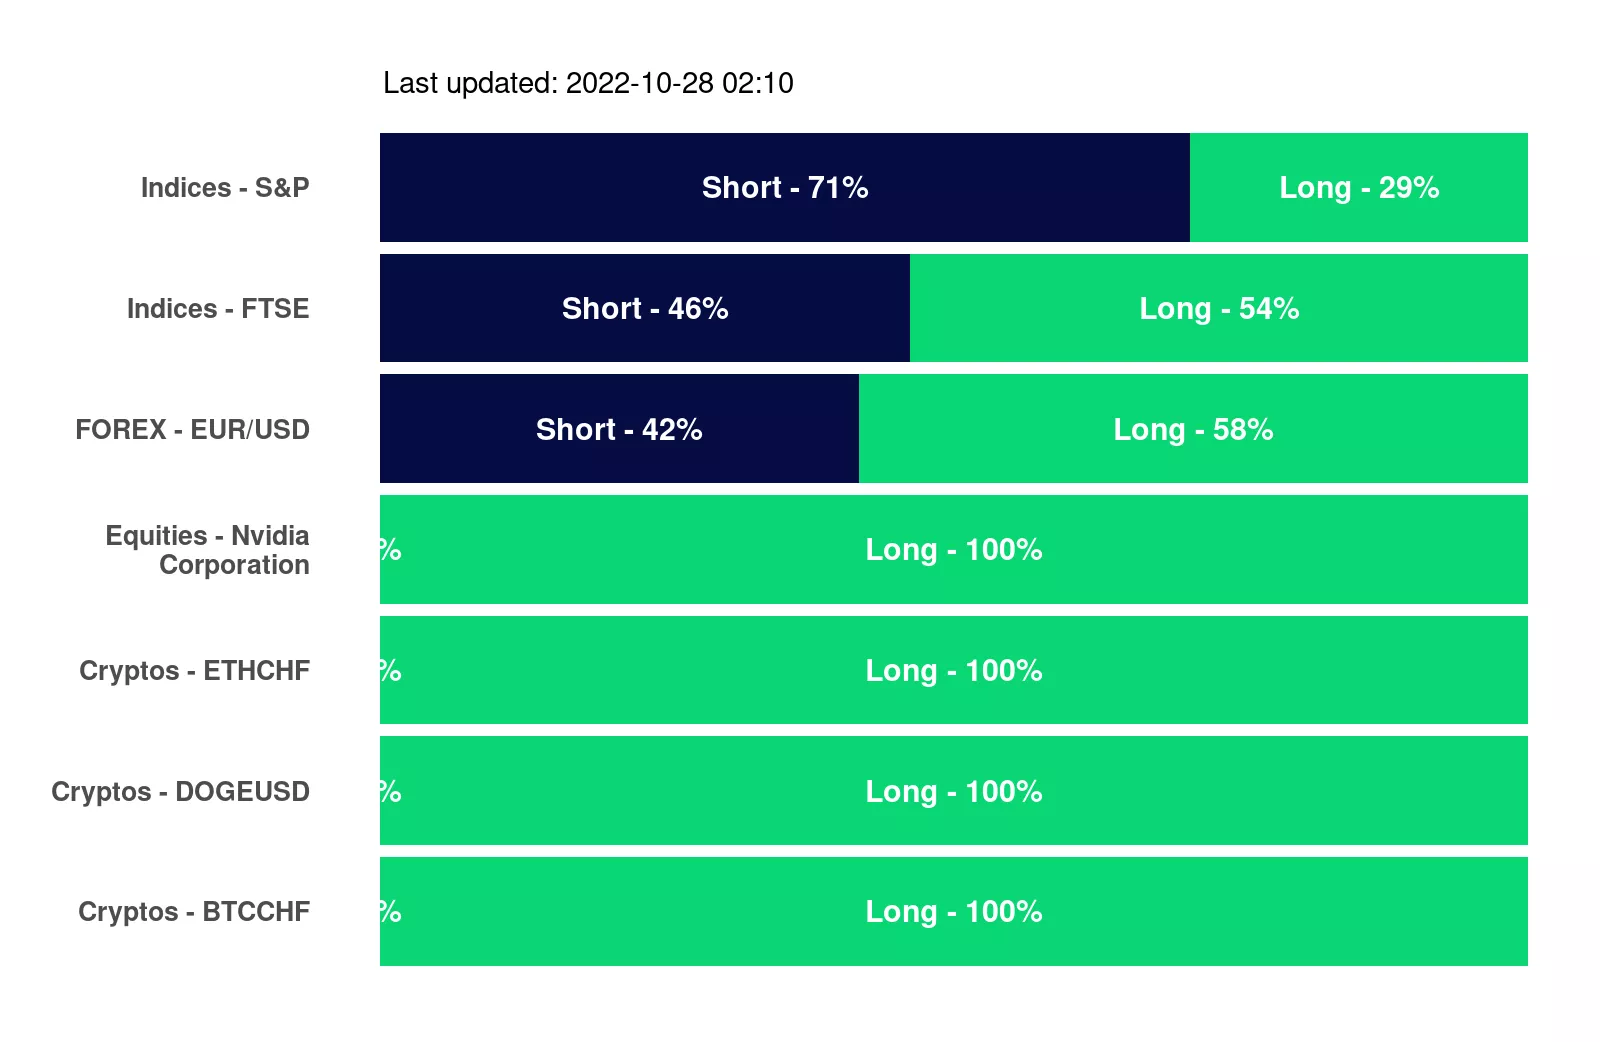 Last updated: 2022-10-28 02:10
Indices - S&P
Short - 71%
Long - 29%
Indices - FTSE
Short - 46%
Long - 54%
FOREX - EUR/USD
Short - 42%
Long - 58%
Equities - Nvidia
Corporation
%
Long - 100%
Cryptos - ETHCHF
%
Long - 100%
Cryptos - DOGEUSD
%
Long - 100%
Cryptos - BTCCHF
%
Long - 100%